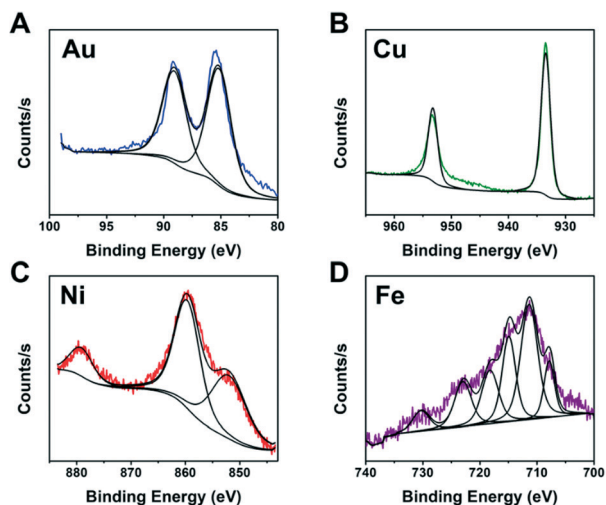 A
Au
Counts/s
100 95 90 85 80
Binding Energy (eV)
B
Cu
Counts/s
960 950 940 930
Binding Energy (eV)
C
Ni
Counts/s
880 870 860 850
Binding Energy (eV)
D
Fe
Counts/s
740 730 720 710 700
Binding Energy (eV)